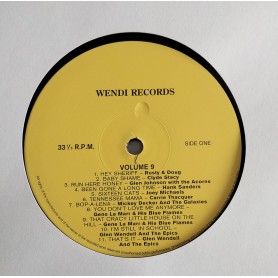 WENDI RECORDS
33⅓ R.P.M.
SIDE ONE
VOLUME 9
1. HEY SHERIFF - Rusty & Doug
2. BABY SHAME - Clyde Stacy
3. RUN HERE HONEY - Glen Johnson with the Acorns
4. BEEN GONE A LONG TIME - Hank Sanders
5. SIXTEEN CATS - Joey Michaels
6. TENNESSEE MAMA - Carrie Thacquer
7. BOP-A-LENA - Mickey Decker And The Galaxies
8. YOU DON'T LOVE ME ANYMORE -
Gene Le Marr & His Blue Flames
9. THAT CRAZY LITTLE HOUSE ON THE
HILL - Gene Le Marr & His Blue Flames
10. I'M STILL IN SCHOOL -
Glen Wendell And The Epics
11. THAT'S IT - Glen Wendell
And The Epics